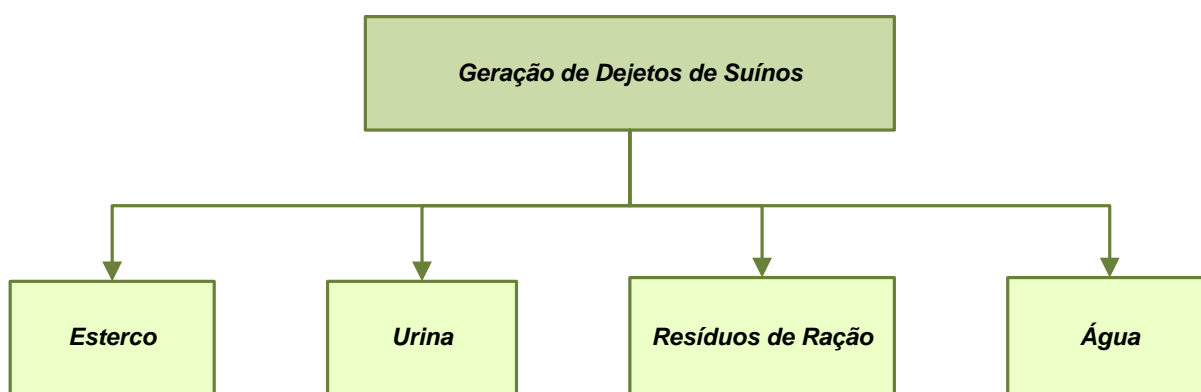 Geração de Dejetos de Suínos
Esterco
Urina
Resíduos de Ração
Água